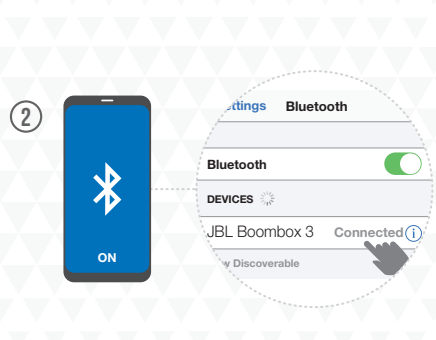 2
ettings Bluetooth
Bluetooth
DEVICES
JBL Boombox 3 Connected
ON
Discoverable